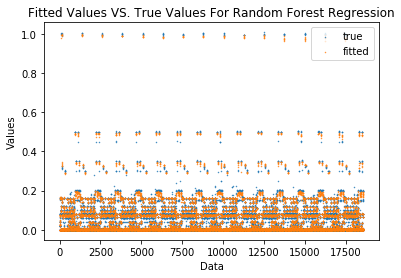 Fitted Values VS. True Values For Random Forest Regression
1.0
0.8
0.6
0.4
0.2
0.0
Values
true
fitted
0
2500
5000
7500
10000
12500
15000
17500
Data